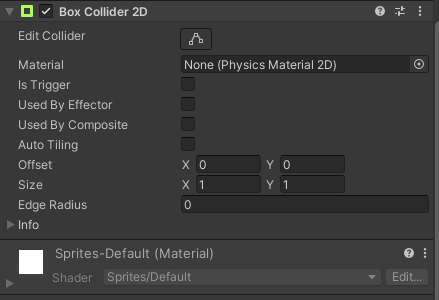 Box Collider 2D
Edit Collider
Material None (Physics Material 2D)
Is Trigger
Used By Effector
Used By Composite
Auto Tiling
Offset X 0 Y 0
Size X 1 Y 1
Edge Radius 0
Info
Sprites-Default (Material)
Shader Sprites/Default Edit...